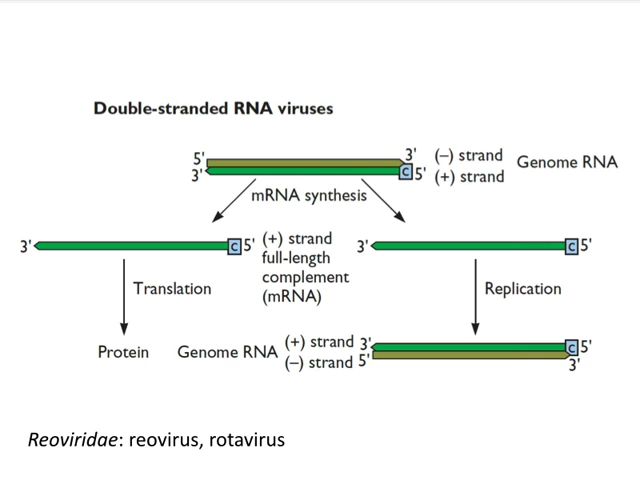 Double-stranded RNA viruses
5' 3' (–) strand
3' C 5' (+) strand
Genome RNA
mRNA synthesis
3' C 5' (+) strand
full-length
complement
(mRNA)
3' C 5'
Translation
Replication
Protein
Genome RNA
(+) strand 3' C 5'
(–) strand 5' 3'
Reoviridae: reovirus, rotavirus